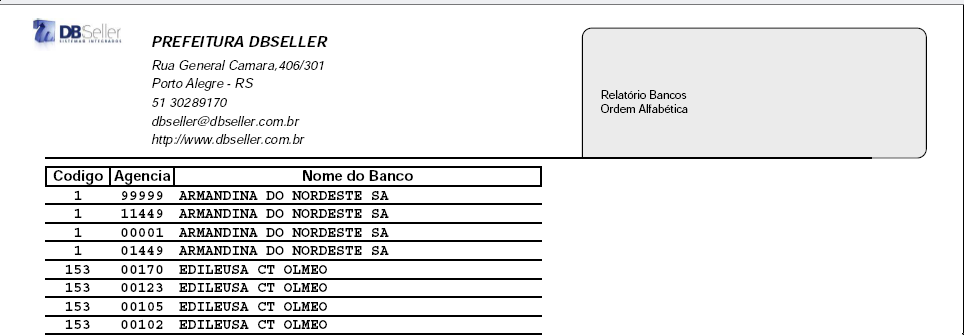 DBSeller
SISTEMAS INTEGRADOS
PREFEITURA DBSELLER
Rua General Camara,406/301
Porto Alegre - RS
51 30289170
dbseller@dbseller.com.br
http://www.dbseller.com.br
Relatório Bancos
Ordem Alfabética
Codigo Agencia Nome do Banco
1 99999 ARMANDINA DO NORDESTE SA
1 11449 ARMANDINA DO NORDESTE SA
1 00001 ARMANDINA DO NORDESTE SA
1 01449 ARMANDINA DO NORDESTE SA
153 00170 EDILEUSA CT OLMEO
153 00123 EDILEUSA CT OLMEO
153 00105 EDILEUSA CT OLMEO
153 00102 EDILEUSA CT OLMEO